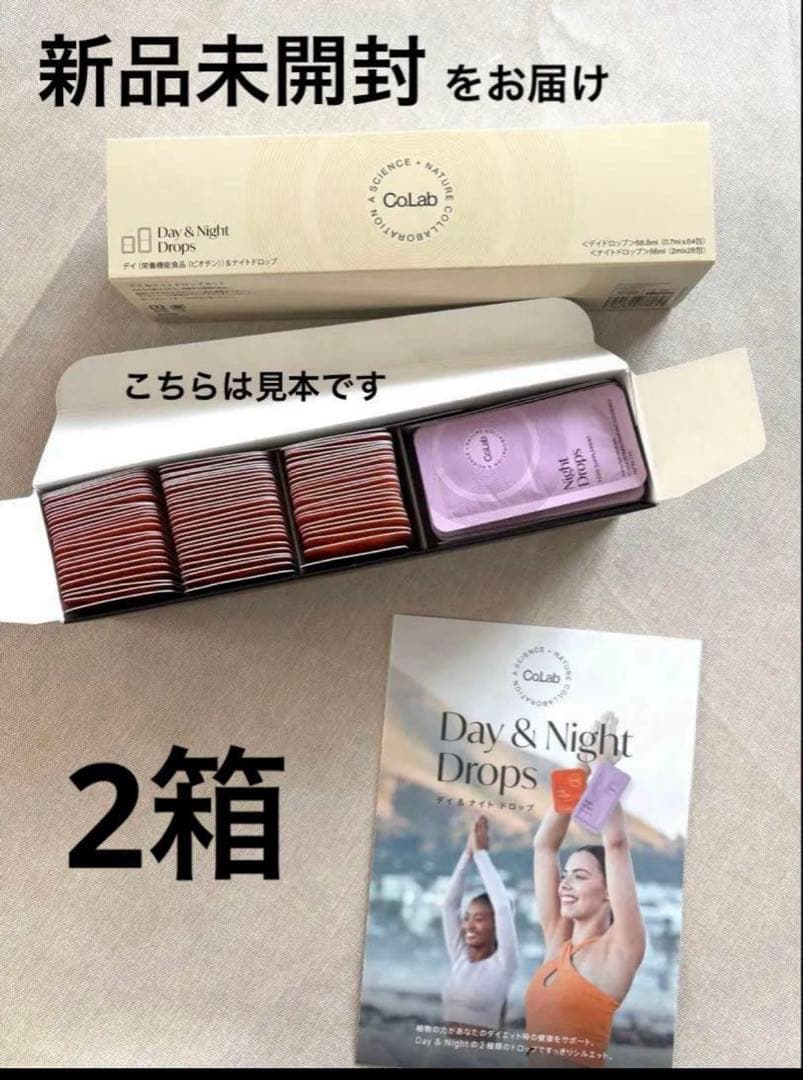 新品未開封 をお届け
A SCIENCE + NATURE COLLABORATION
CoLab
Day & Night
Drops
デイ(栄養機能食品(ビオチン))&ナイトドロップ
<デイドロップ>58.8ml (0.7ml×84包)
<ナイトドロップ>56ml (2ml×28包)
こちらは見本です
CoLab
Night
Drops
A SCIENCE + NATURE COLLABORATION
CoLab
Day & Night
Drops
デイ & ナイト ドロップ
2箱
植物の力があなたのダイエット時の健康をサポート。
Day & Nightの2種類のドロップですっきりシルエット。